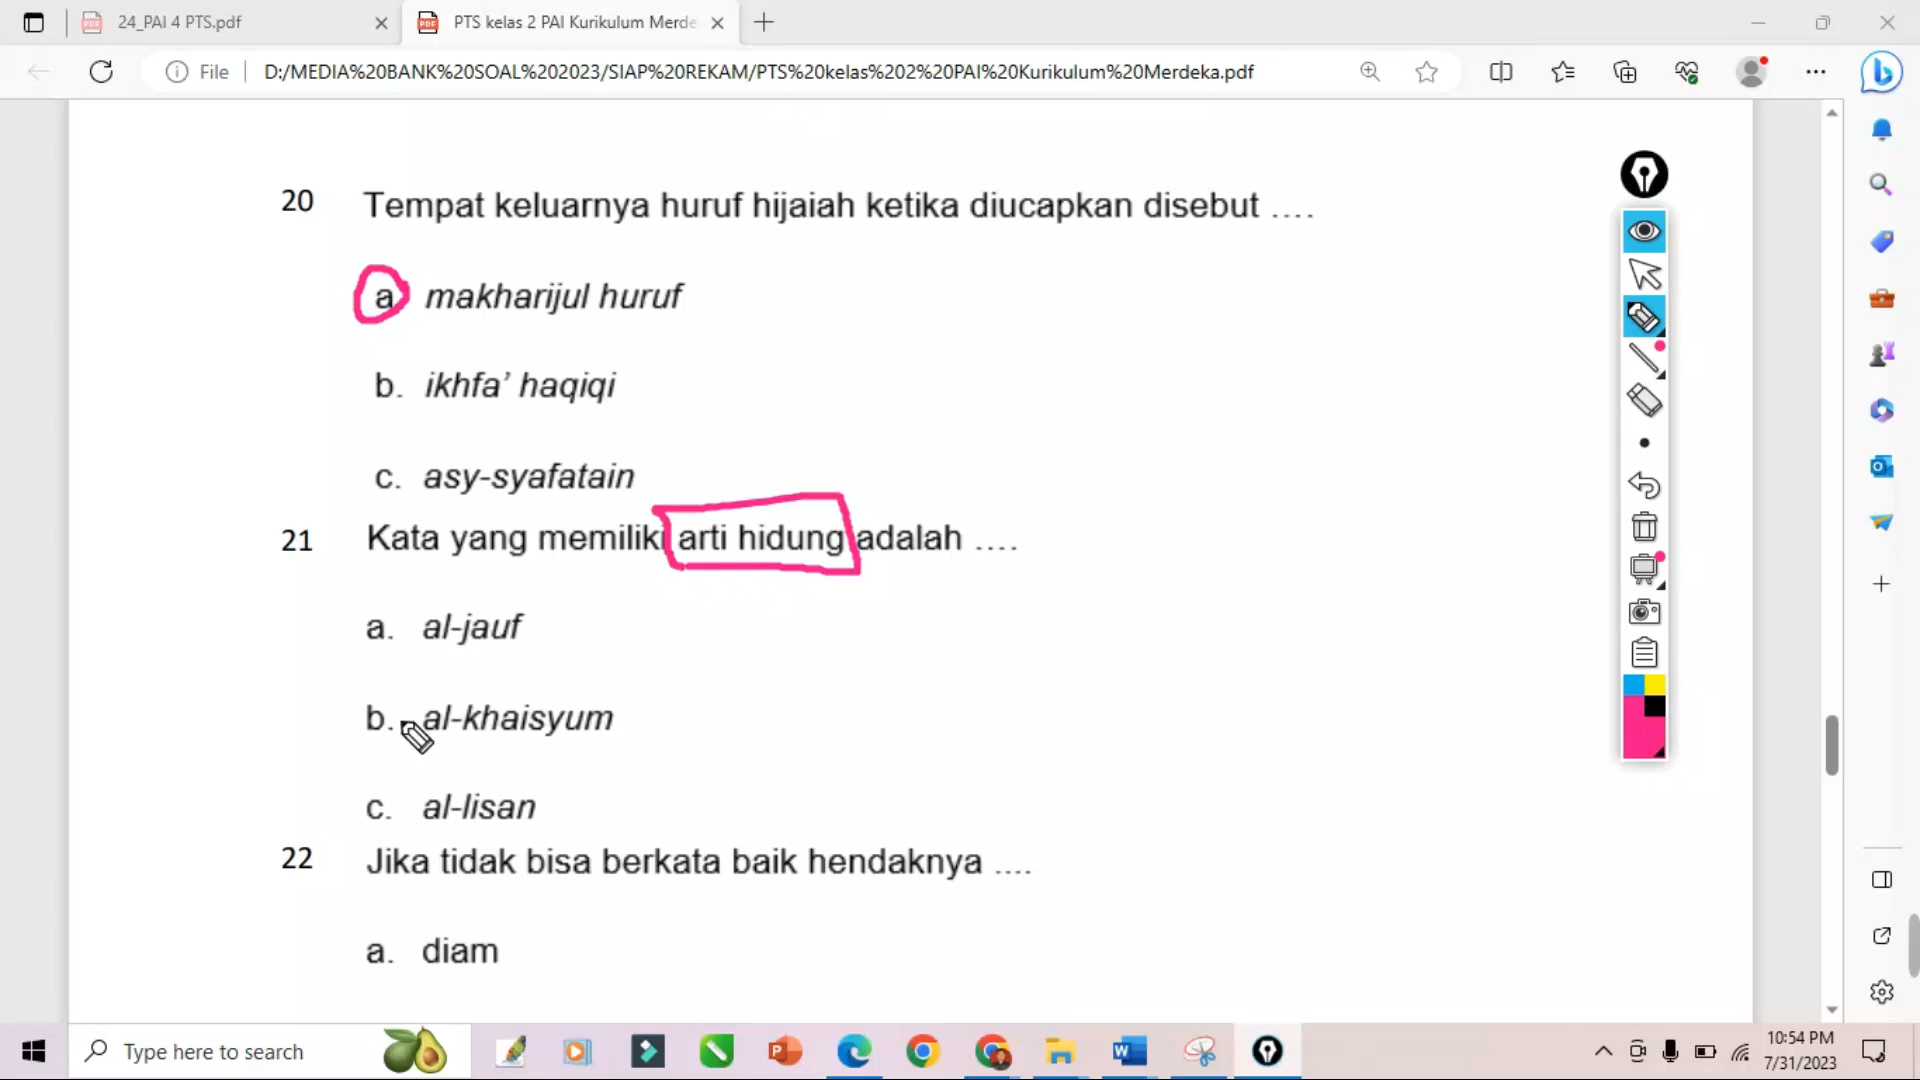 24_PAI 4 PTS.pdf
PTS kelas 2 PAI Kurikulum Merde
File
D:/MEDIA%20BANK%20SOAL%202023/SIAP%20REKAM/PTS%20kelas%202%20PAI%20Kurikulum%20Merdeka.pdf
20 Tempat keluarnya huruf hijaiah ketika diucapkan disebut ....
a makharijul huruf
b. ikhfa' haqiqi
c. asy-syafatain
21 Kata yang memiliki arti hidung adalah ....
a. al-jauf
b. al-khaisyum
c. al-lisan
22 Jika tidak bisa berkata baik hendaknya ....
a. diam
Type here to search
10:54 PM
7/31/2023